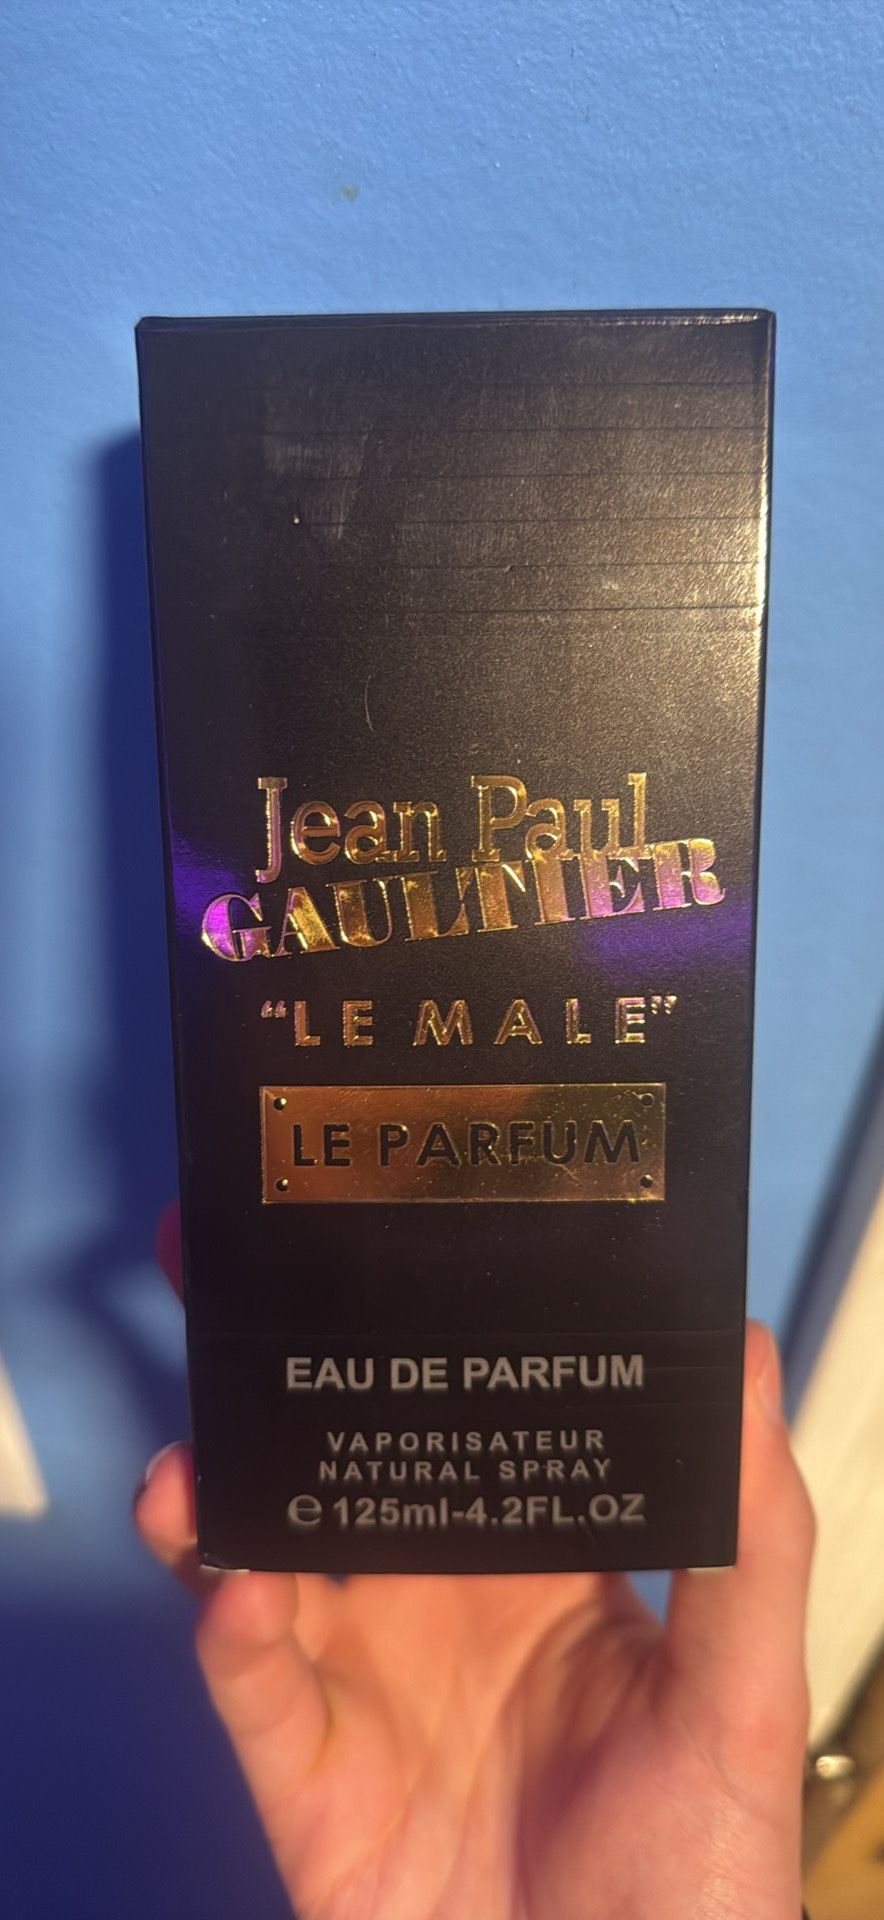 Jean Paul
GAULTIER
“LE MALE”
LE PARFUM
EAU DE PARFUM
VAPORISATEUR
NATURAL SPRAY
℮ 125ml-4.2FL.OZ